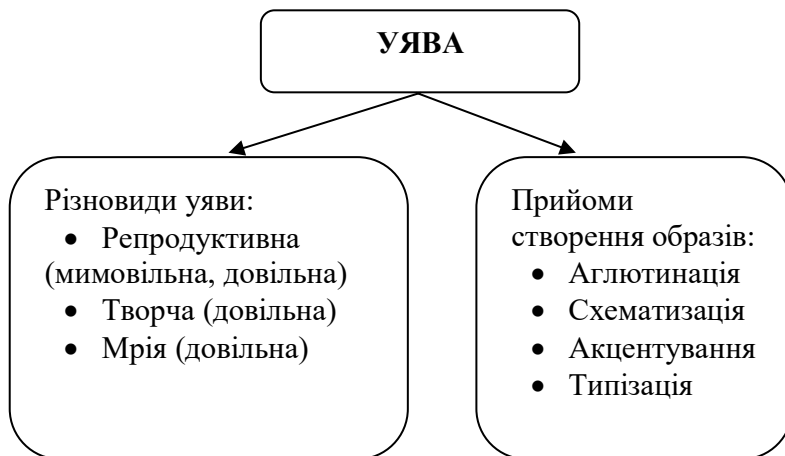 УЯВА
Різновиди уяви:
• Репродуктивна
(мимовільна, довільна)
• Творча (довільна)
• Мрія (довільна)
Прийоми
створення образів:
• Аглютинація
• Схематизація
• Акцентування
• Типізація